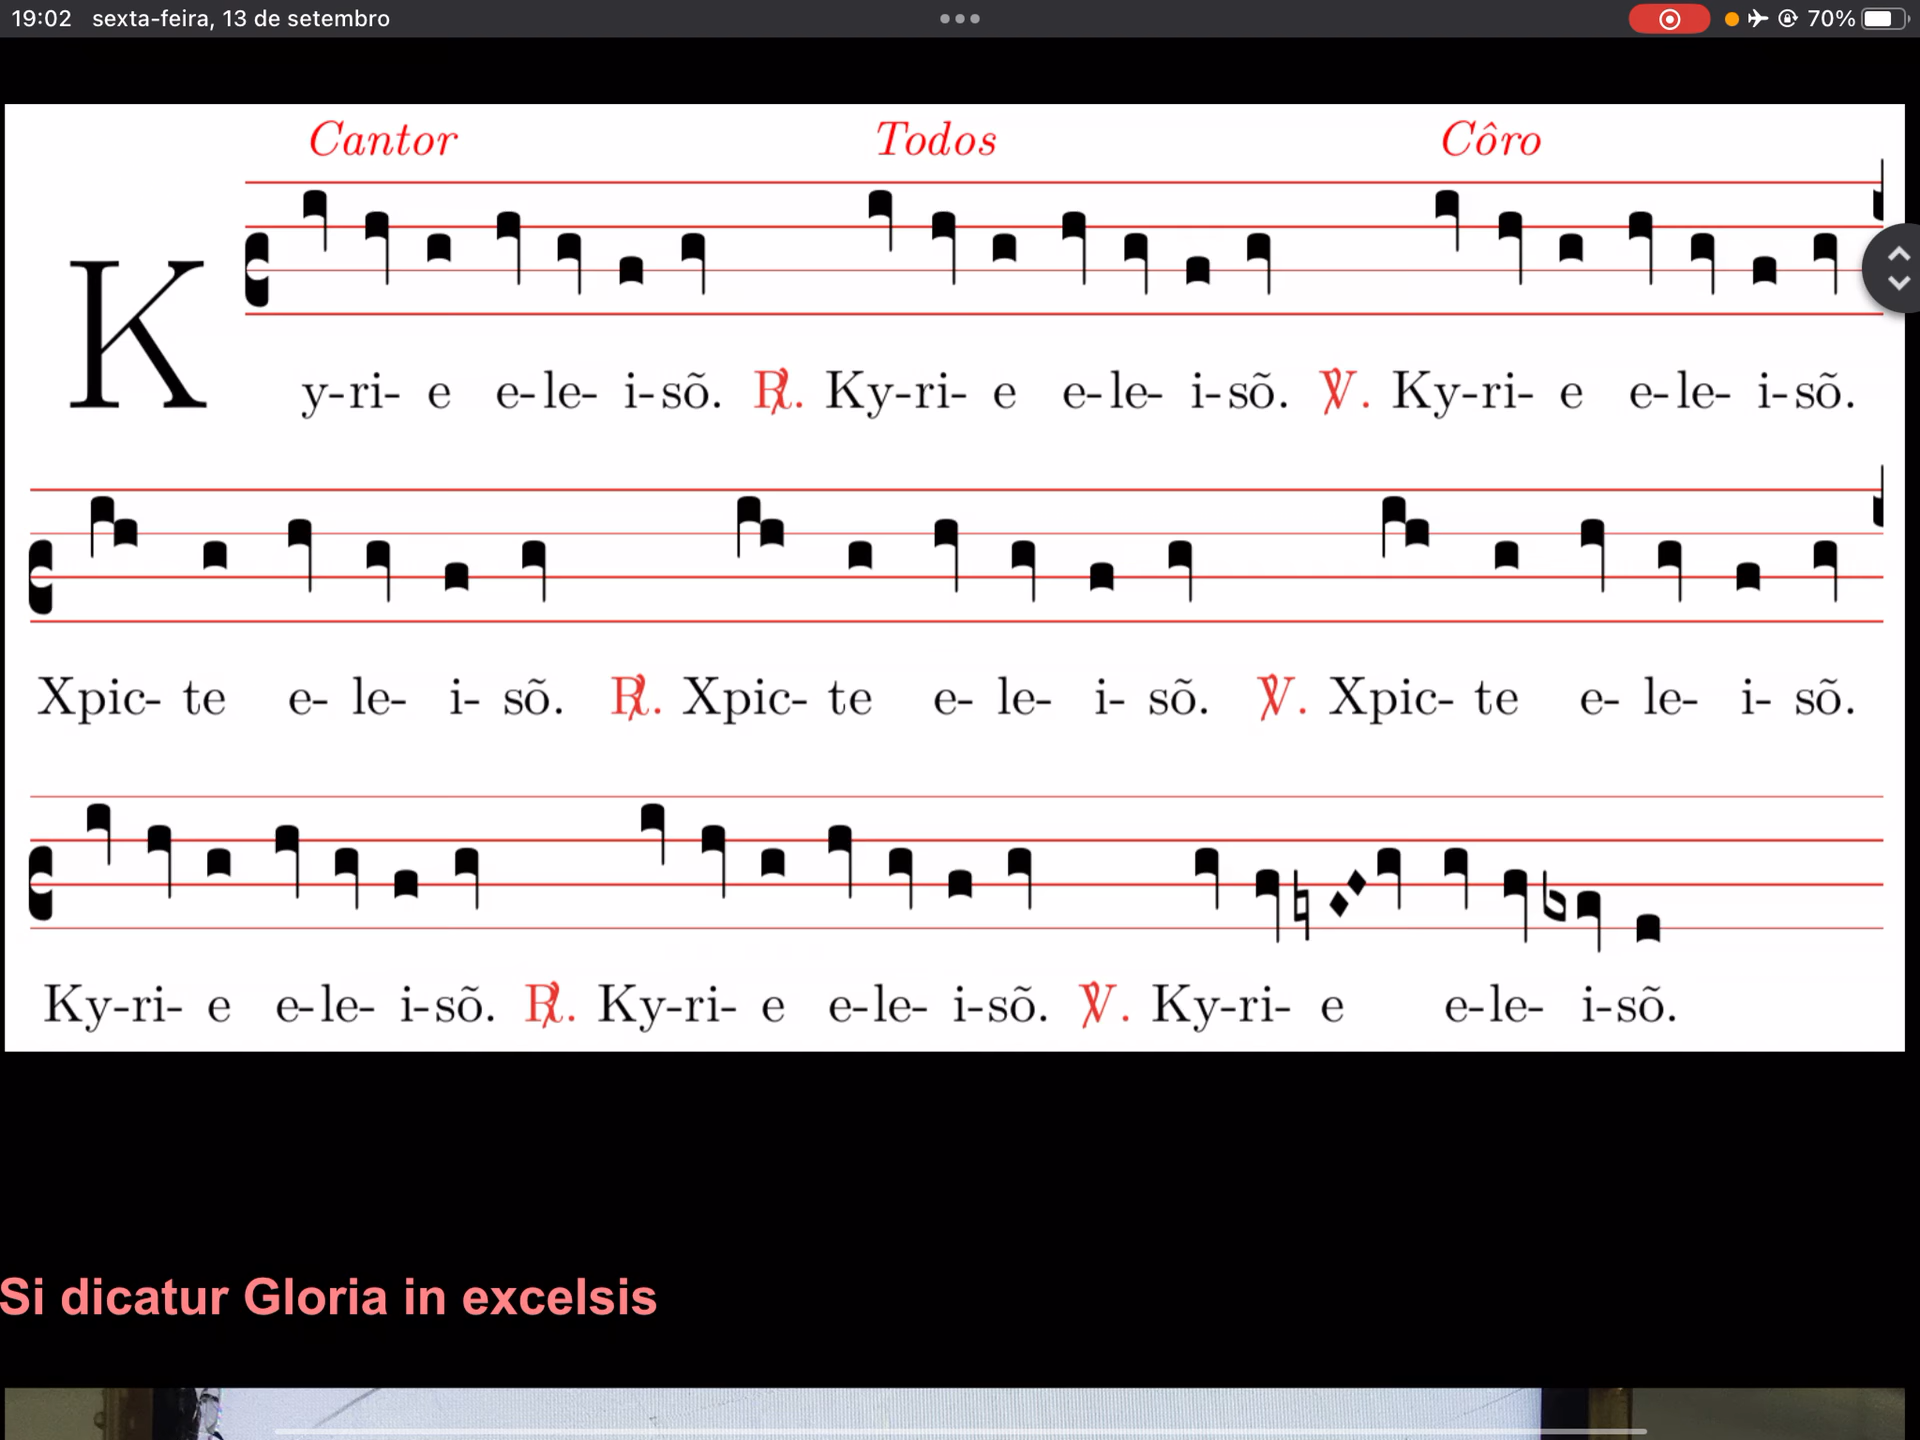 19:02 sexta-feira, 13 de setembro 70%
Cantor Todos Côro
Ky-ri- e e-le- i-sõ. ℟. Ky-ri- e e-le- i-sõ. ℣. Ky-ri- e e-le- i-sõ.
Xpic- te e- le- i- sõ. ℟. Xpic- te e- le- i- sõ. ℣. Xpic- te e- le- i- sõ.
Ky-ri- e e-le- i-sõ. ℟. Ky-ri- e e-le- i-sõ. ℣. Ky-ri- e e-le- i-sõ.
Si dicatur Gloria in excelsis